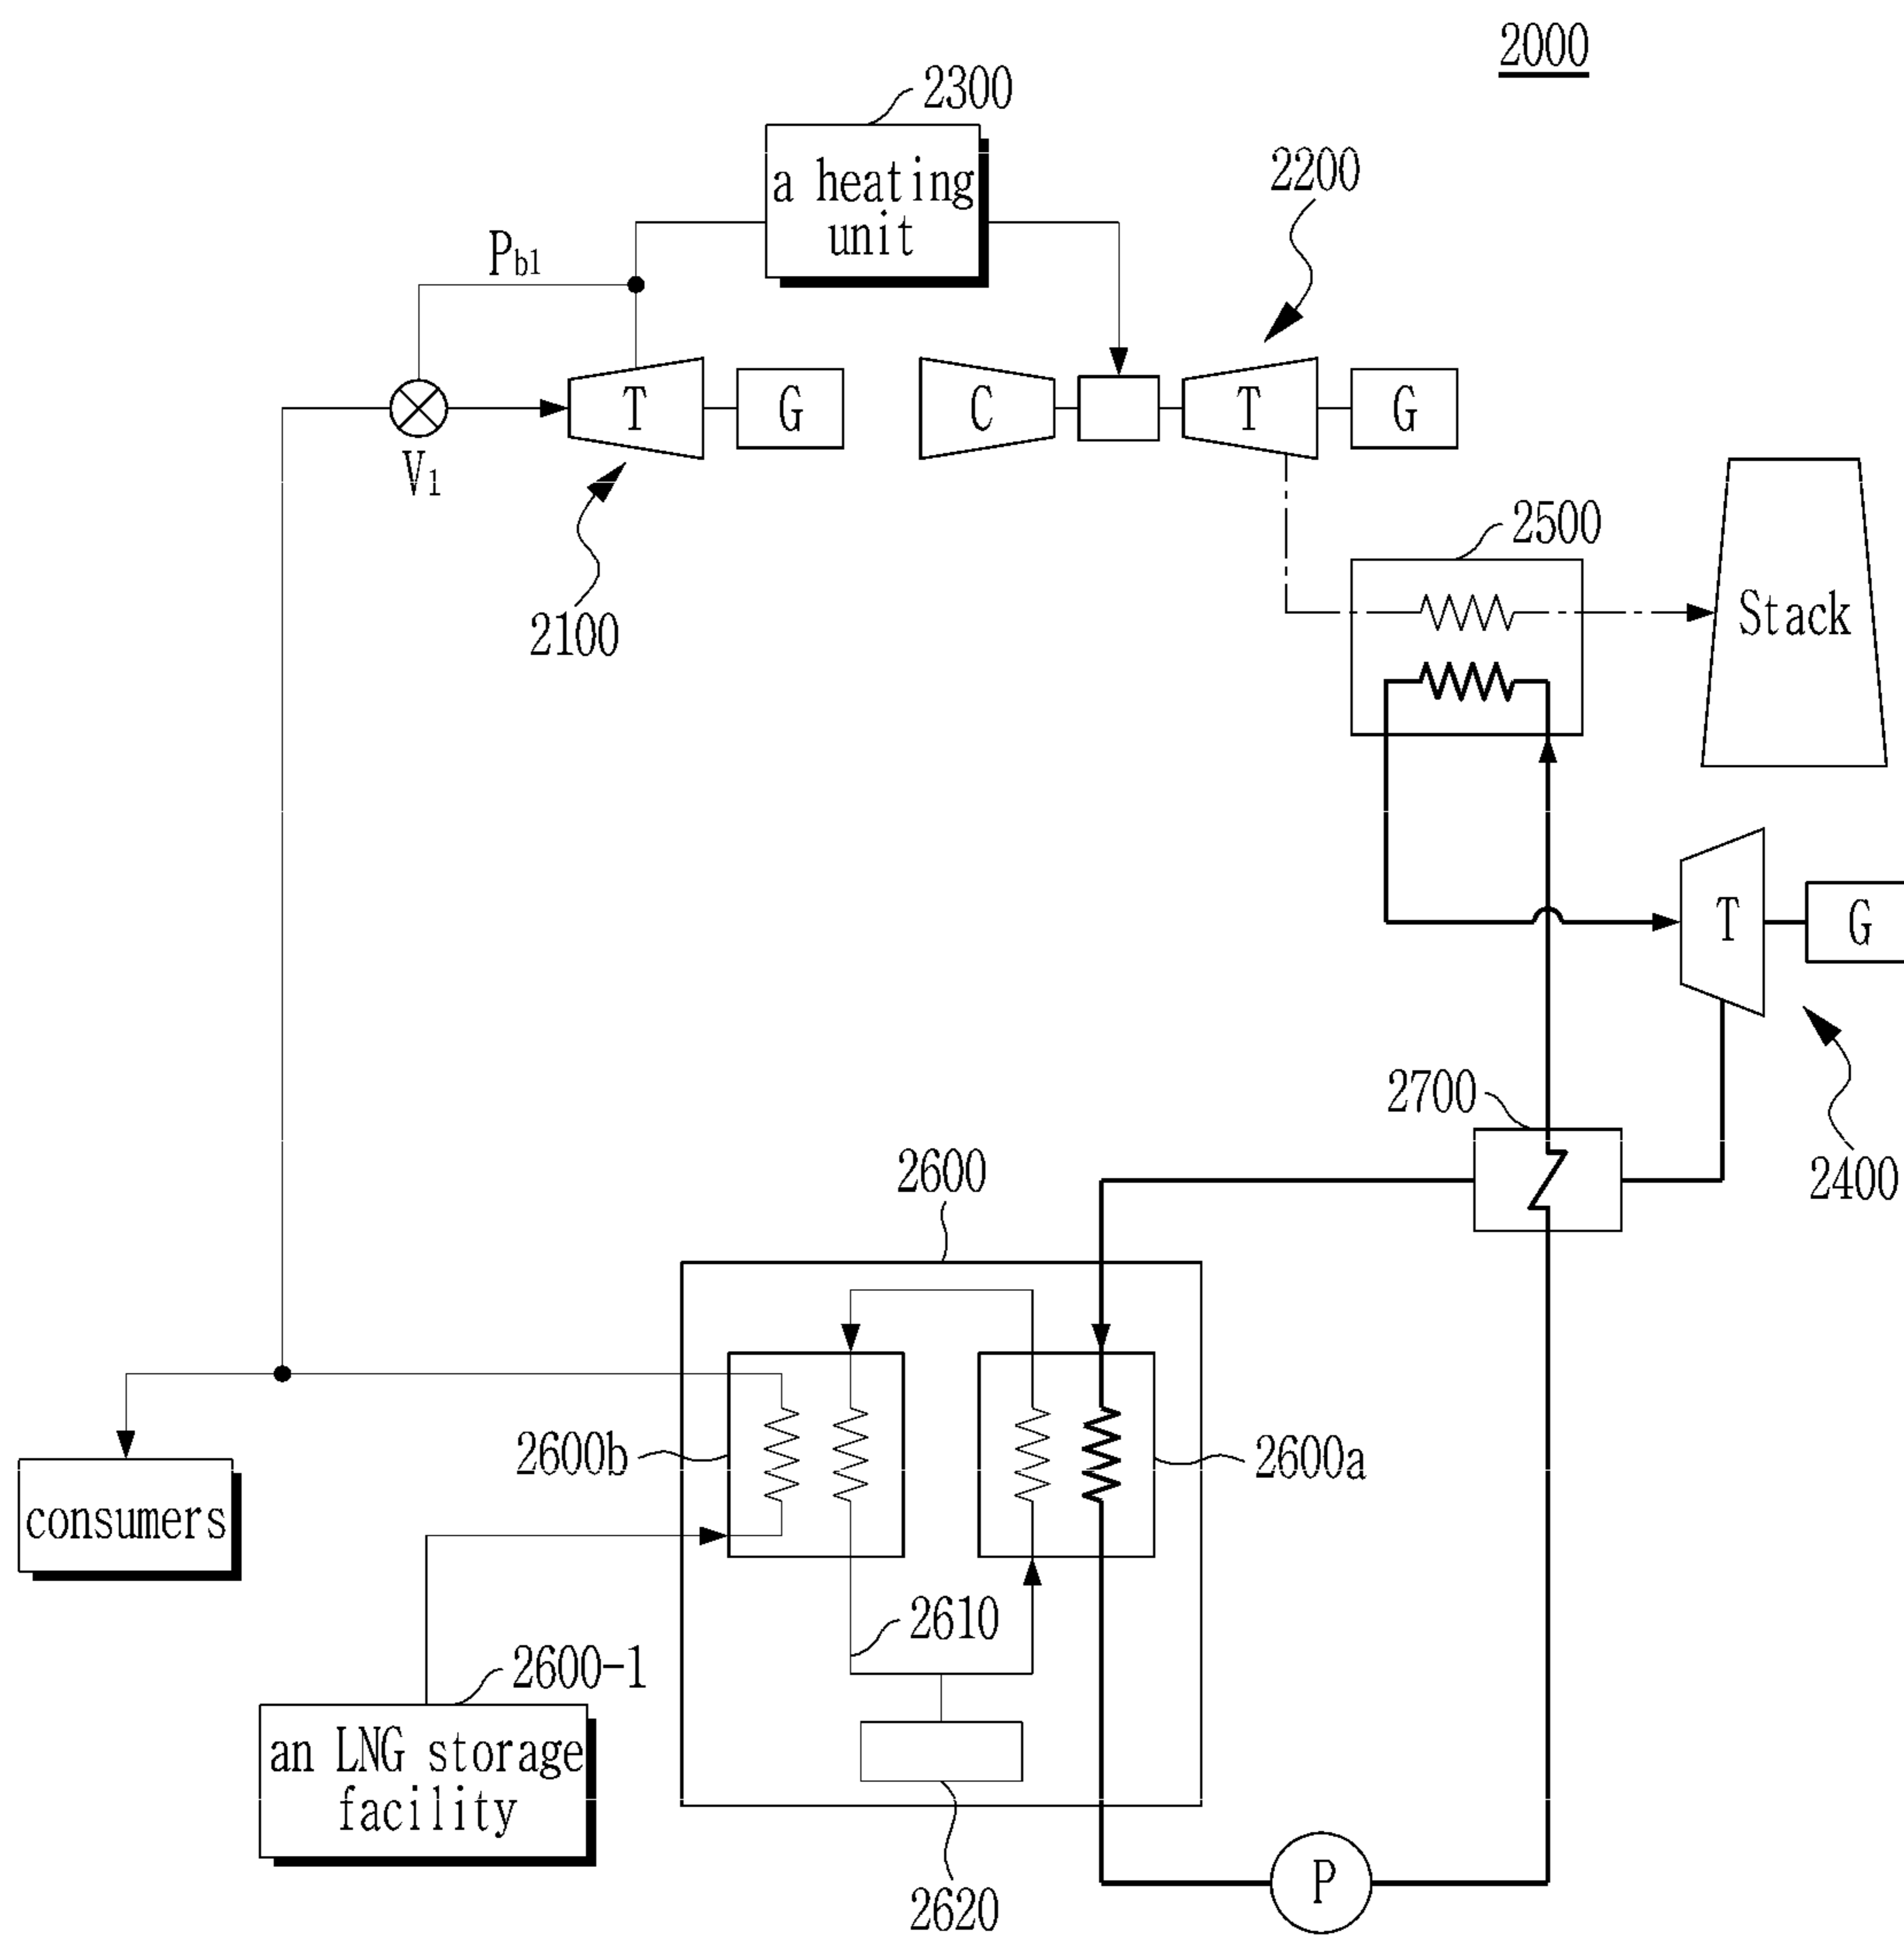 2000
2300
a heating
unit
2200
Pb1
T
G
C
T
G
V1
2500
Stack
2100
T
G
2700
2400
2600
2600b
2600a
consumers
2610
2600-1
an LNG storage
facility
P
2620